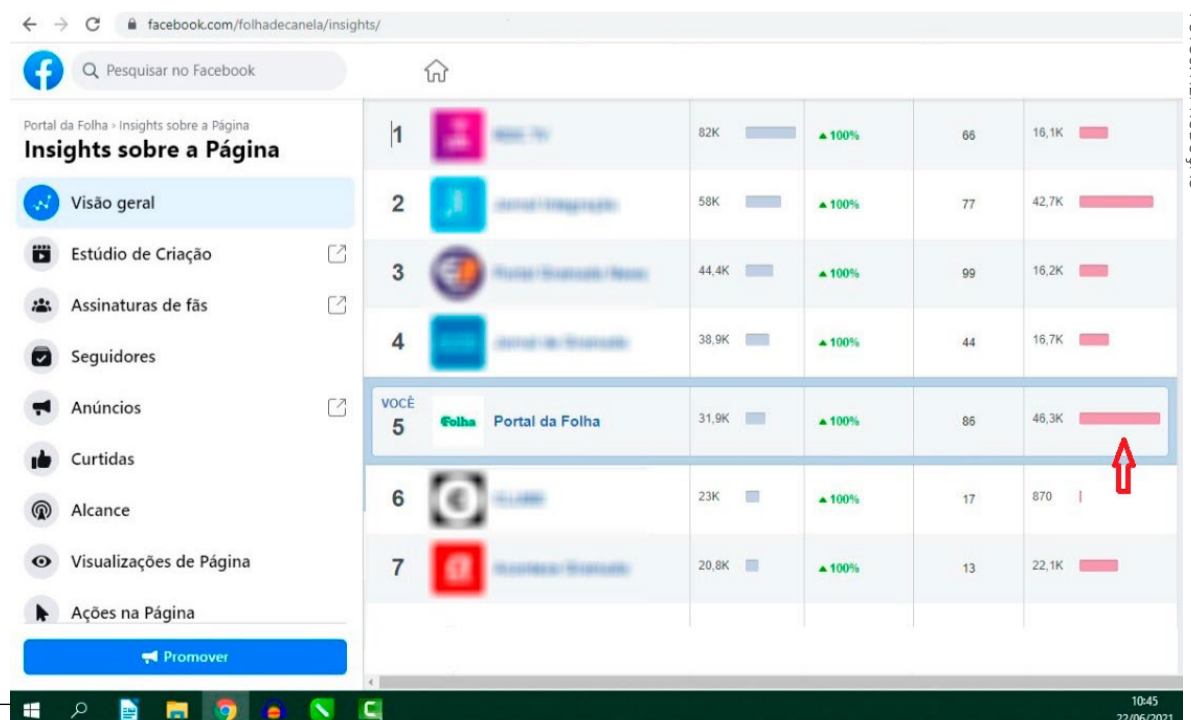 facebook.com/folhadecanela/insights/
Pesquisar no Facebook
Portal da Folha › Insights sobre a Página
Insights sobre a Página
Visão geral
Estúdio de Criação
Assinaturas de fãs
Seguidores
Anúncios
Curtidas
Alcance
Visualizações de Página
Ações na Página
Promover
1 82K ▲100% 66 16,1K
2 58K ▲100% 77 42,7K
3 44,4K ▲100% 99 16,2K
4 38,9K ▲100% 44 16,7K
VOCÊ
5 Folha Portal da Folha 31,9K ▲100% 86 46,3K
6 23K ▲100% 17 870
7 20,8K ▲100% 13 22,1K
10:45
22/06/2021